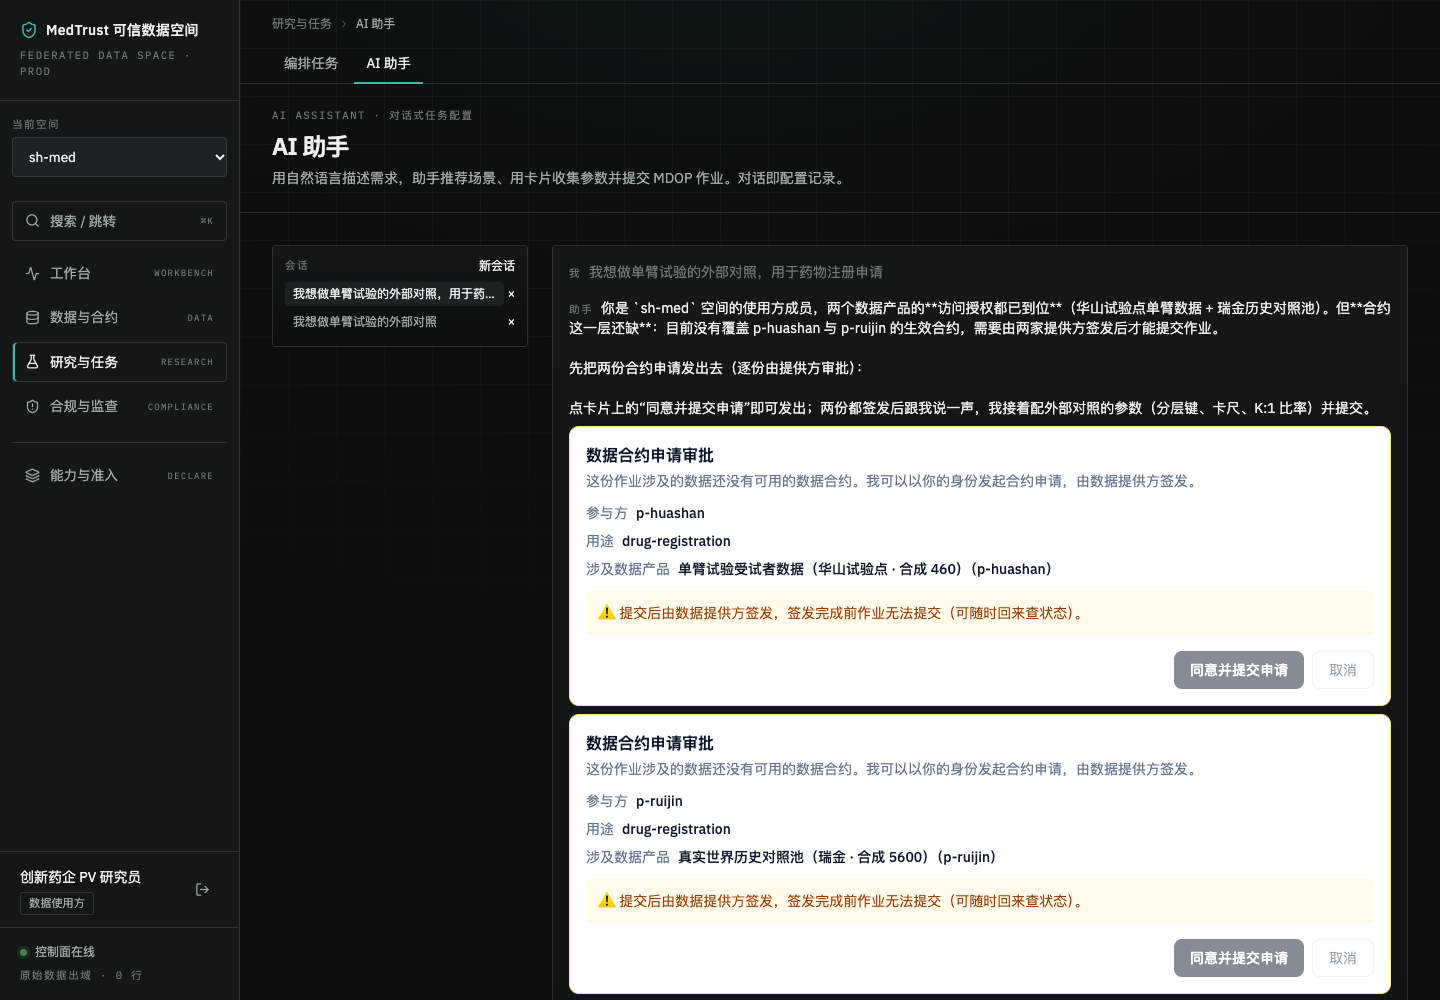 MedTrust 可信数据空间
FEDERATED DATA SPACE ·
PROD
当前空间
sh-med
搜索 / 跳转
⌘K
工作台
WORKBENCH
数据与合约
DATA
研究与任务
RESEARCH
合规与监查
COMPLIANCE
能力与准入
DECLARE
创新药企 PV 研究员
数据使用方
控制面在线
原始数据出域 · 0 行
研究与任务 › AI 助手
编排任务
AI 助手
AI ASSISTANT · 对话式任务配置
AI 助手
用自然语言描述需求，助手推荐场景、用卡片收集参数并提交 MDOP 作业。对话即配置记录。
会话
新会话
我想做单臂试验的外部对照，用于药... ×
我想做单臂试验的外部对照 ×
我 我想做单臂试验的外部对照，用于药物注册申请
助手 你是 `sh-med` 空间的使用方成员，两个数据产品的**访问授权都已到位**（华山试验点单臂数据 + 瑞金历史对照池）。但**合约
这一层还缺**：目前没有覆盖 p-huashan 与 p-ruijin 的生效合约，需要由两家提供方签发后才能提交作业。
先把两份合约申请发出去（逐份由提供方审批）：
点卡片上的“同意并提交申请”即可发出；两份都签发后跟我说一声，我接着配外部对照的参数（分层键、卡尺、K:1 比率）并提交。
数据合约申请审批
这份作业涉及的数据还没有可用的数据合约。我可以以你的身份发起合约申请，由数据提供方签发。
参与方 p-huashan
用途 drug-registration
涉及数据产品 单臂试验受试者数据（华山试验点 · 合成 460）(p-huashan)
⚠️ 提交后由数据提供方签发，签发完成前作业无法提交（可随时回来查状态）。
同意并提交申请
取消
数据合约申请审批
这份作业涉及的数据还没有可用的数据合约。我可以以你的身份发起合约申请，由数据提供方签发。
参与方 p-ruijin
用途 drug-registration
涉及数据产品 真实世界历史对照池（瑞金 · 合成 5600）(p-ruijin)
⚠️ 提交后由数据提供方签发，签发完成前作业无法提交（可随时回来查状态）。
同意并提交申请
取消